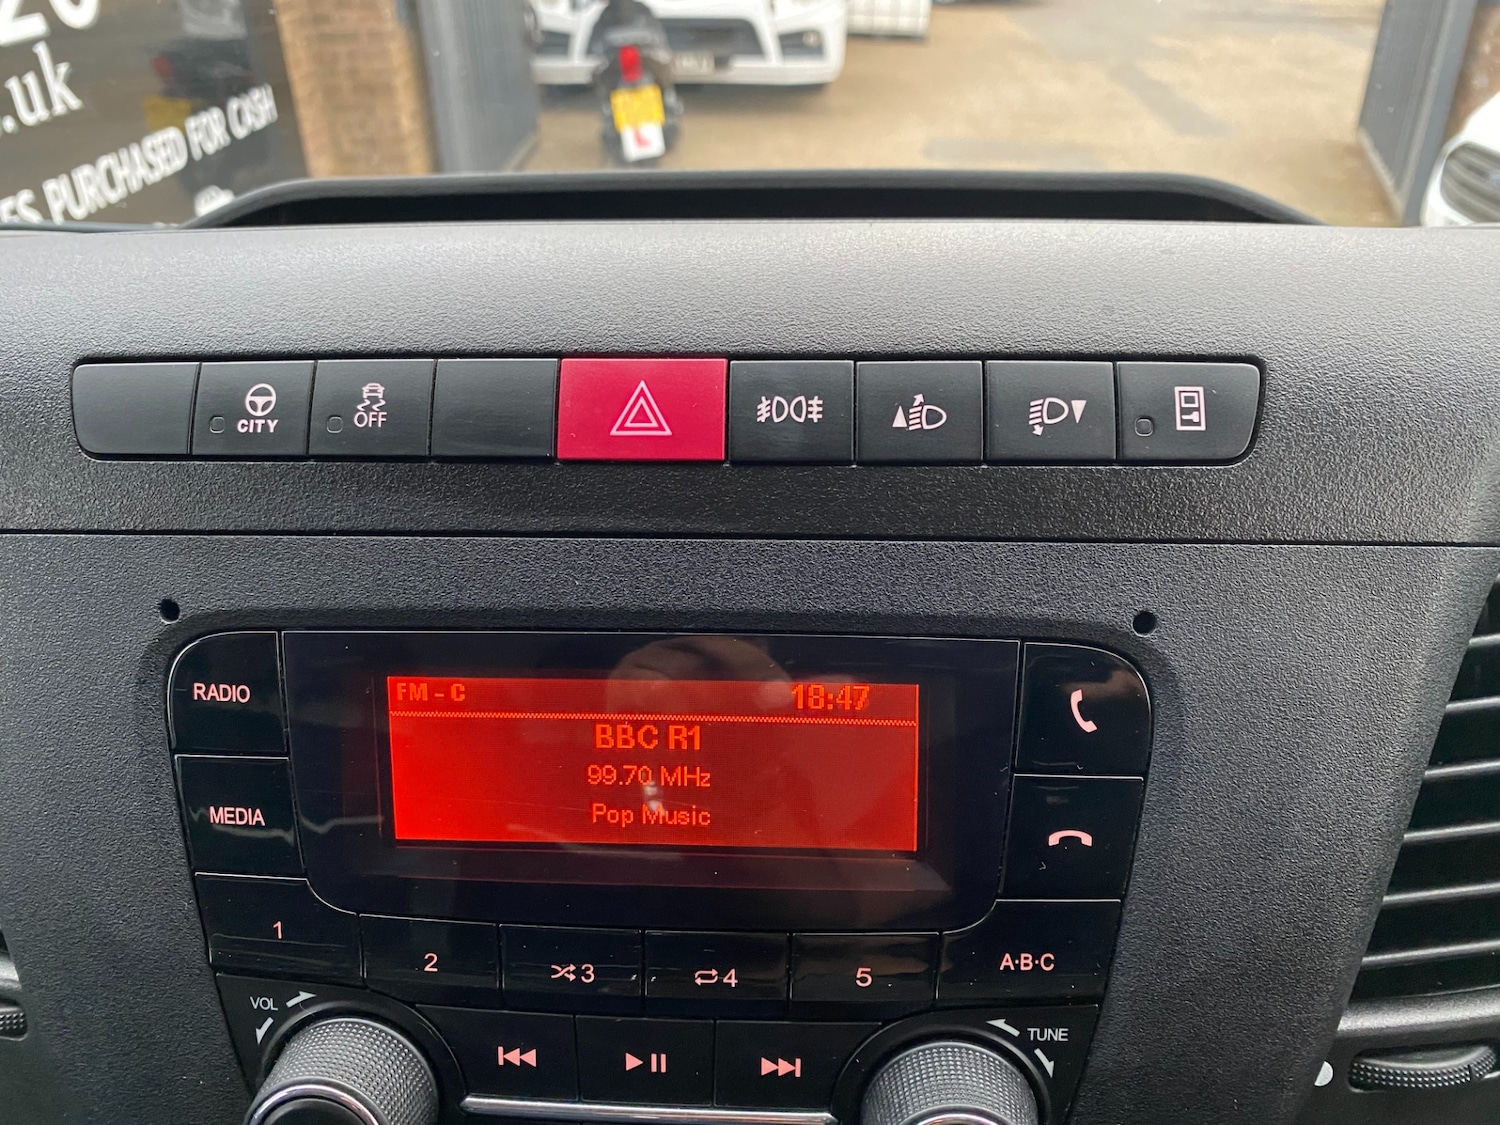 .uk
PURCHASED FOR CASH
CITY
OFF
RADIO
FM - C 18:47
BBC R1
99.70 MHz
Pop Music
MEDIA
1
2
3
4
5
A·B·C
VOL
TUNE